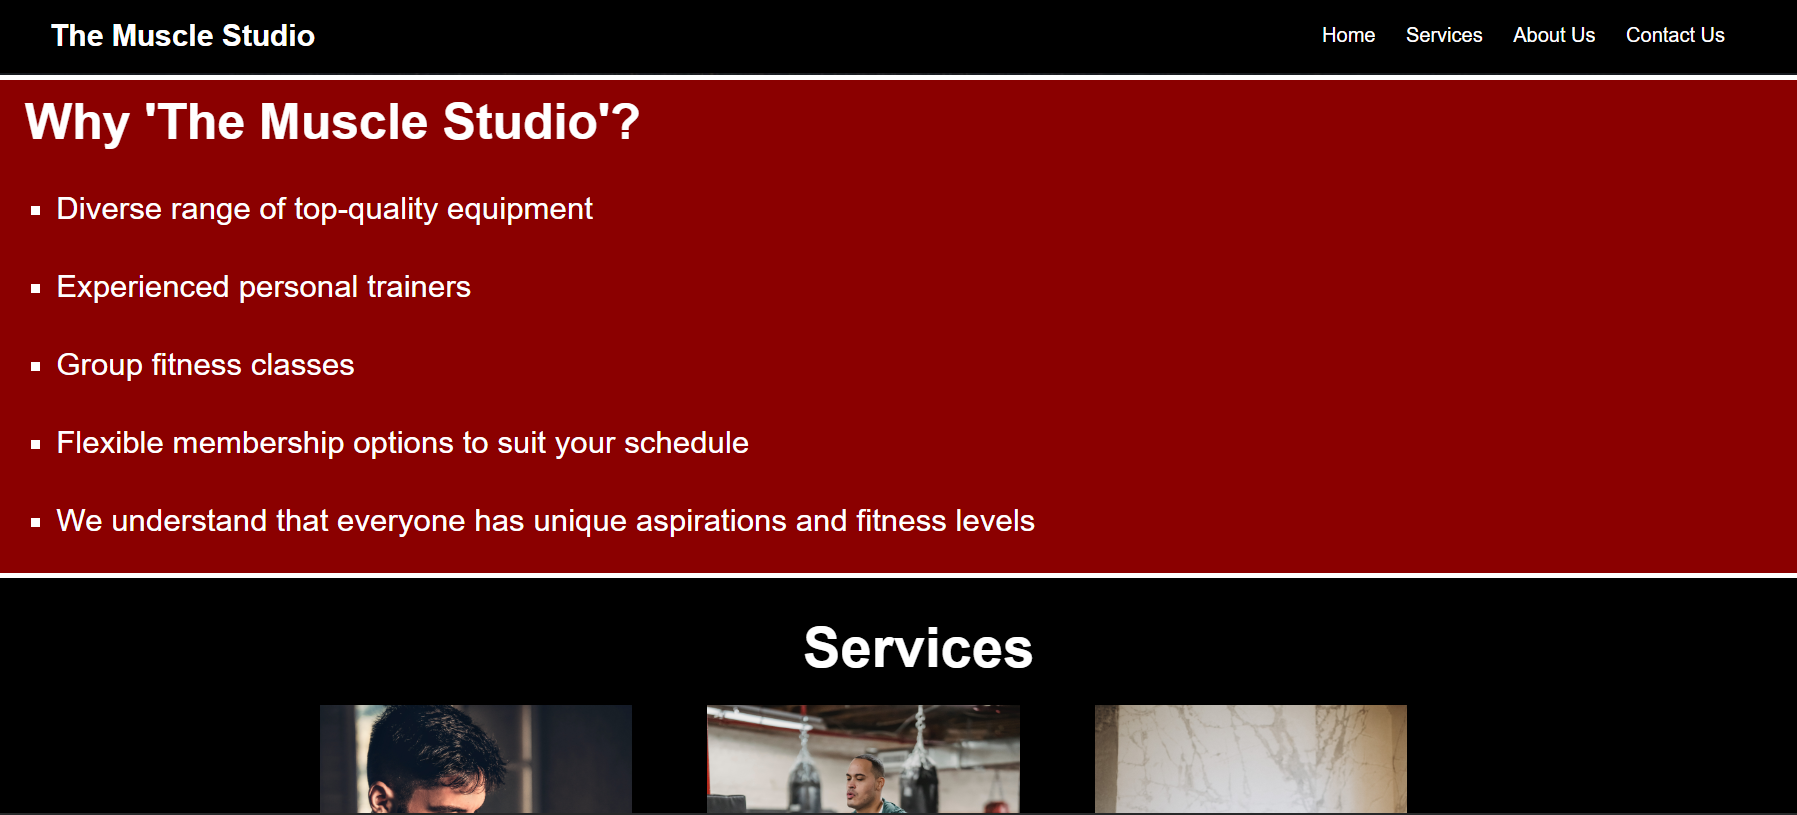 The Muscle Studio
Home Services About Us Contact Us
Why 'The Muscle Studio'?
Diverse range of top-quality equipment
Experienced personal trainers
Group fitness classes
Flexible membership options to suit your schedule
We understand that everyone has unique aspirations and fitness levels
Services